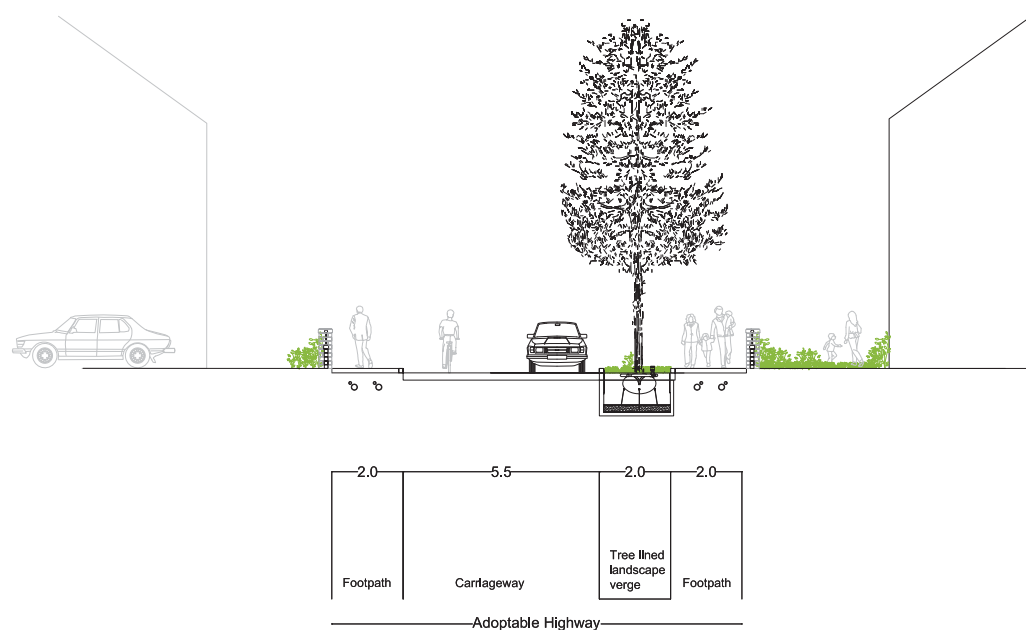 2.0 5.5 2.0 2.0
Footpath
Carriageway
Tree lined
landscape
verge
Footpath
Adoptable Highway